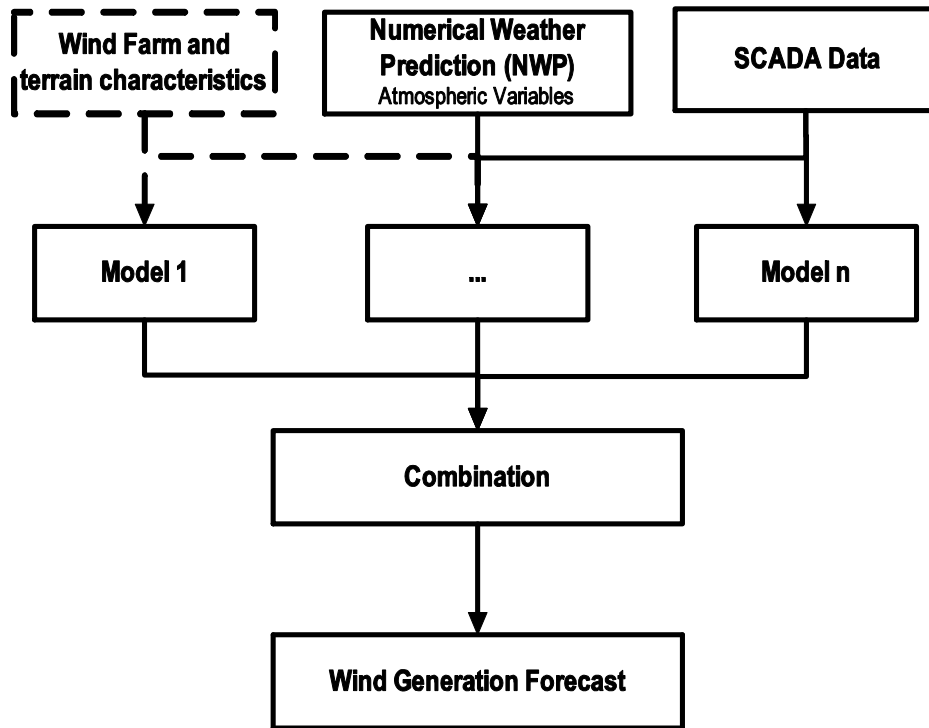 Wind Farm and
terrain characteristics
Numerical Weather
Prediction (NWP)
Atmospheric Variables
SCADA Data
Model 1
...
Model n
Combination
Wind Generation Forecast